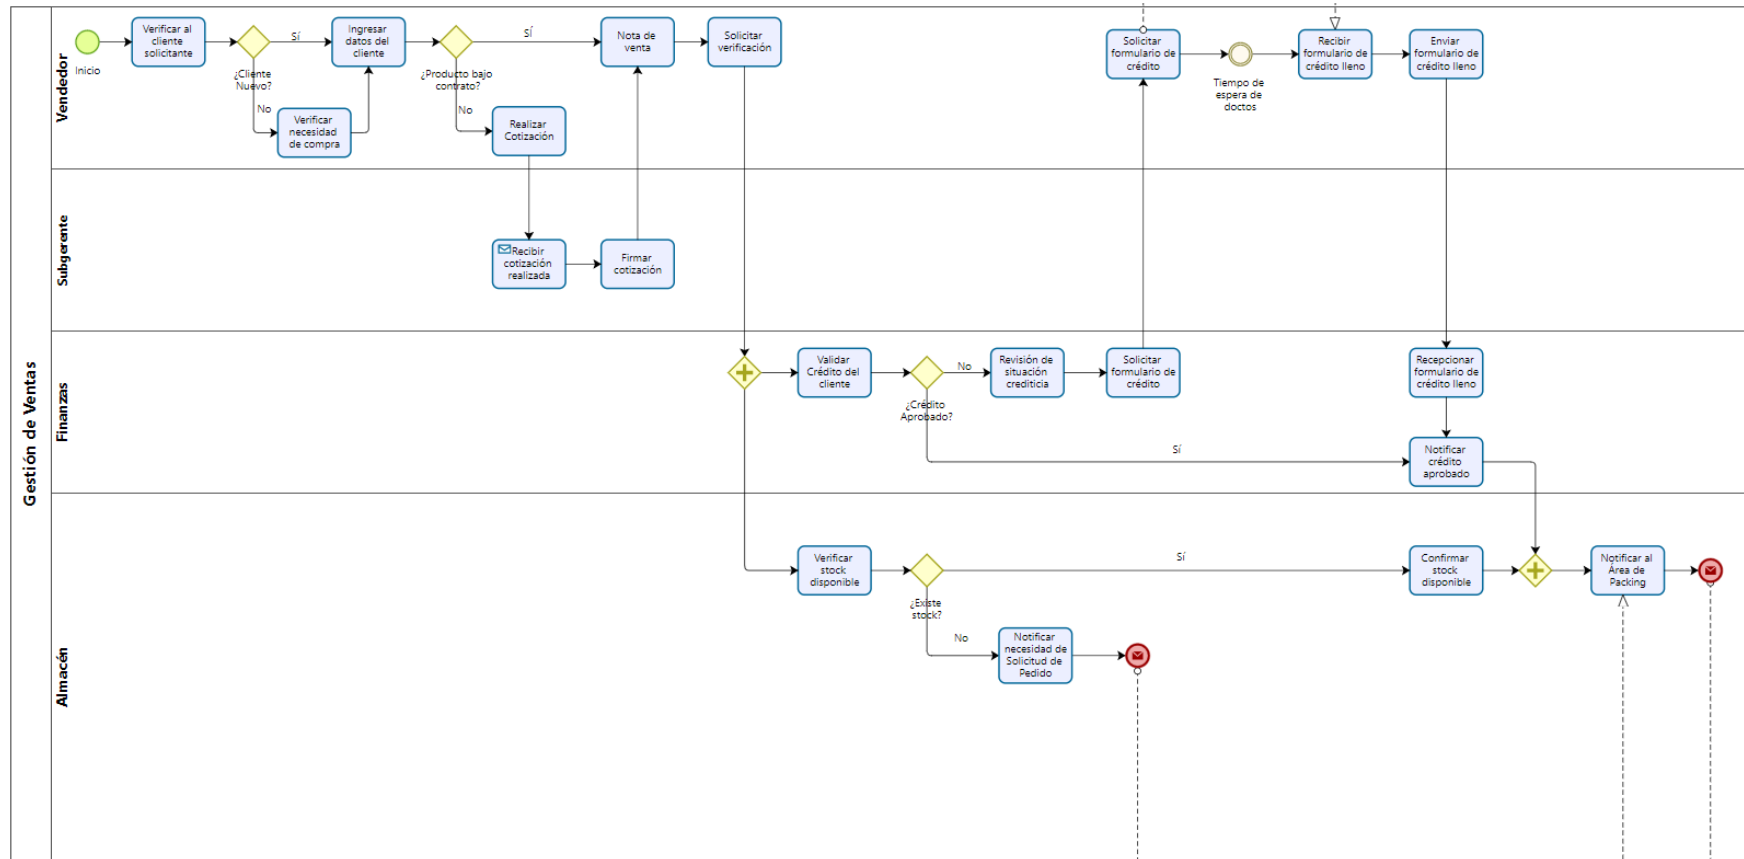 Gestión de Ventas
Vendedor
Inicio
Verificar al
cliente
solicitante
¿Cliente
Nuevo?
Sí
No
Verificar
necesidad
de compra
Ingresar
datos del
cliente
¿Producto bajo
contrato?
SÍ
No
Realizar
Cotización
Nota de
venta
Solicitar
verificación
Solicitar
formulario de
crédito
Tiempo de
espera de
doctos
Recibir
formulario de
crédito lleno
Enviar
formulario de
crédito lleno
Subgerente
Recibir
cotización
realizada
Firmar
cotización
Finanzas
Validar
Crédito del
cliente
¿Crédito
Aprobado?
No
Sí
Revisión de
situación
crediticia
Solicitar
formulario de
crédito
Recepcionar
formulario de
crédito lleno
Notificar
crédito
aprobado
Almacén
Verificar
stock
disponible
¿Existe
stock?
Sí
No
Notificar
necesidad de
Solicitud de
Pedido
Confirmar
stock
disponible
Notificar al
Área de
Packing